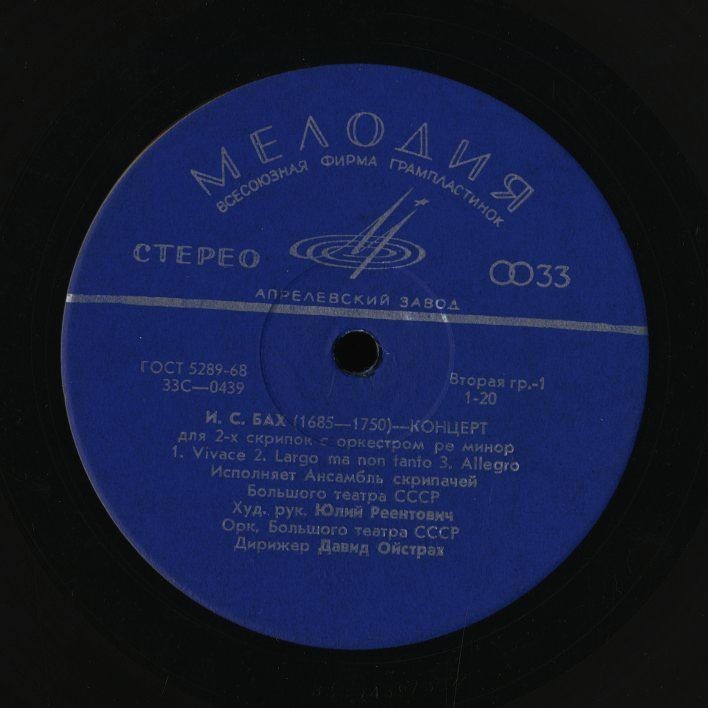 МЕЛОДИЯ
ВСЕСОЮЗНАЯ ФИРМА ГРАМПЛАСТИНОК
СТЕРЕО
33
АПРЕЛЕВСКИЙ ЗАВОД
ГОСТ 5289-68
33С—0439
Вторая гр.-1
1-20
И. С. БАХ (1685—1750)—КОНЦЕРТ
для 2-х скрипок с оркестром ре минор
1. Vivace 2. Largo ma non tanto 3. Allegro
Исполняет Ансамбль скрипачей
Большого театра СССР
Худ. рук. Юлий Реентович
Орк. Большого театра СССР
Дирижер Давид Ойстрах